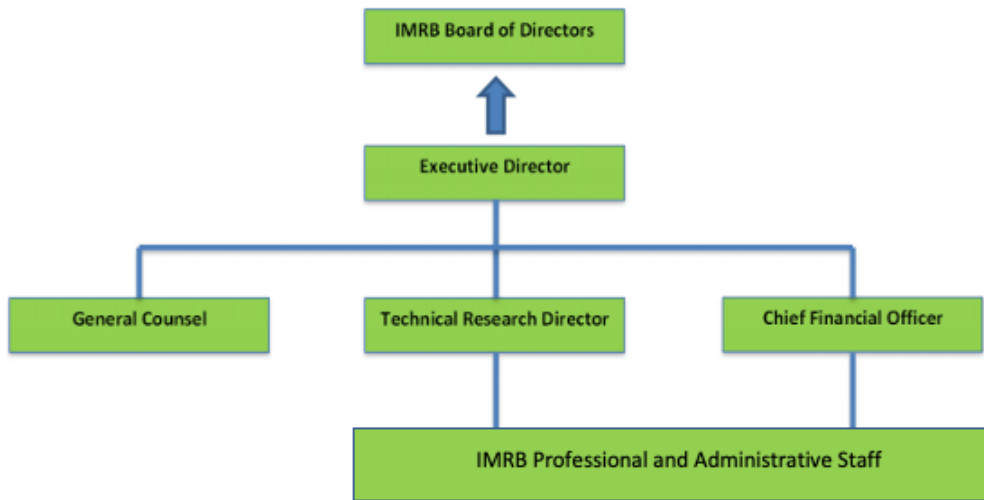 IMRB Board of Directors
Executive Director
General Counsel
Technical Research Director
Chief Financial Officer
IMRB Professional and Administrative Staff